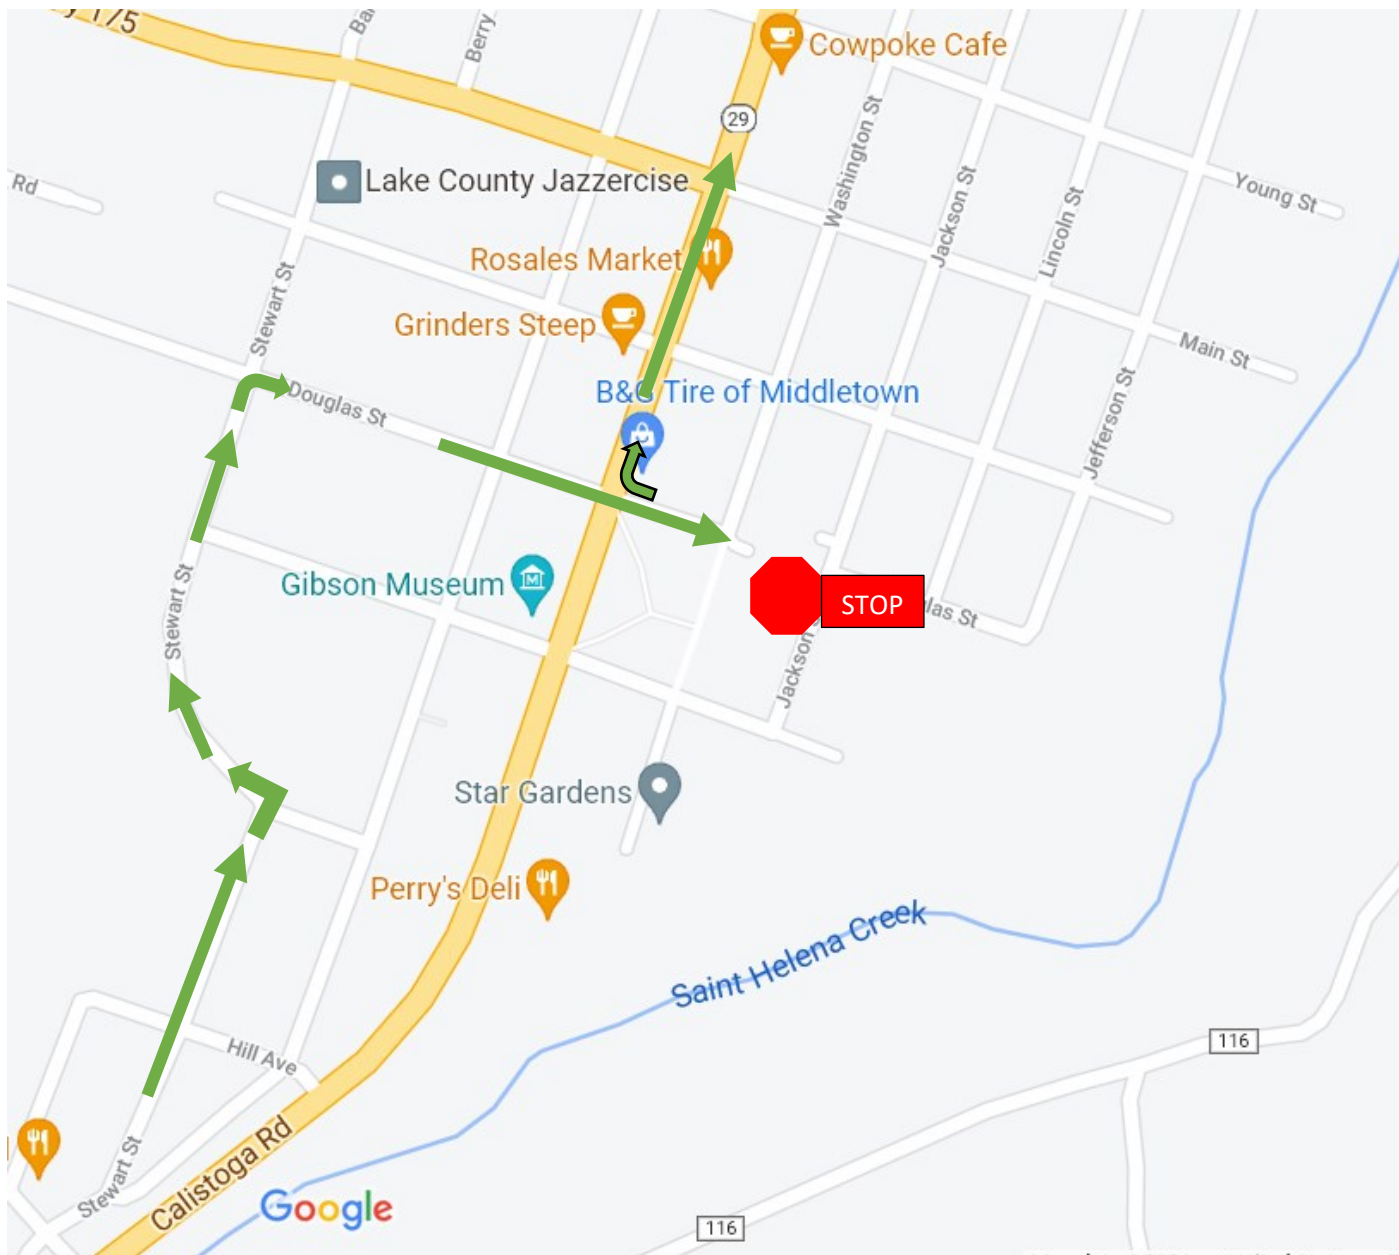 175
Berry
Cowpoke Cafe
29
Washington St
Rd
Lake County Jazzercise
Jackson St
Young St
Lincoln St
Rosales Market
Stewart St
Grinders Steep
Main St
B&G Tire of Middletown
Douglas St
Jefferson St
Gibson Museum
Stewart St
STOP
las St
Jackson
Star Gardens
Perry's Deli
Saint Helena Creek
116
Hill Ave
Calistoga Rd
Stewart St
Google
116